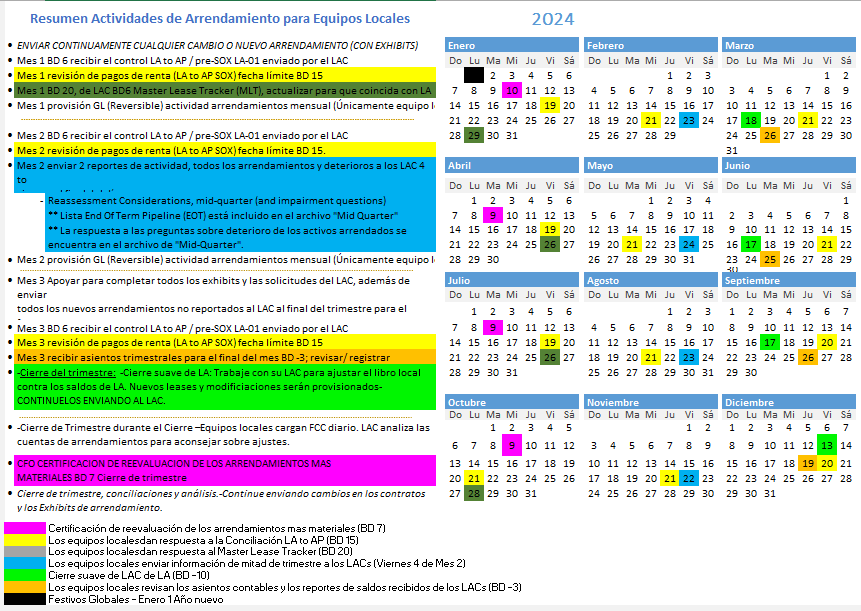 Resumen Actividades de Arrendamiento para Equipos Locales
• ENVIAR CONTINUAMENTE CUALQUIER CAMBIO O NUEVO ARRENDAMIENTO (CON EXHIBITS)
• Mes 1 BD 6 recibir el control LA to AP / pre-SOX LA-01 enviado por el LAC
• Mes 1 revisión de pagos de renta (LA to AP SOX) fecha límite BD 15
• Mes 1 BD 20, de LAC BD6 Master Lease Tracker (MLT), actualizar para que coincida con LA
• Mes 1 provisión GL (Reversible) actividad arrendamientos mensual (Únicamente equipo l
• Mes 2 BD 6 recibir el control LA to AP / pre-SOX LA-01 enviado por el LAC
• Mes 2 revisión de pagos de renta (LA to AP SOX) fecha límite BD 15.
• Mes 2 enviar 2 reportes de actividad, todos los arrendamientos y deterioros a los LAC 4
to
- Reassessment Considerations, mid-quarter (and impairment questions)
** Lista End Of Term Pipeline (EOT) está incluido en el archivo "Mid Quarter"
** La respuesta a las preguntas sobre deterioro de los activos arrendados se
encuentra en el archivo de "Mid-Quarter".
• Mes 2 provisión GL (Reversible) actividad arrendamientos mensual (Únicamente equipo l
• Mes 3 Apoyar para completar todos los exhibits y las solicitudes del LAC, además de
enviar
todos los nuevos arrendamientos no reportados al LAC al final del trimestre para el
• Mes 3 BD 6 recibir el control LA to AP / pre-SOX LA-01 enviado por el LAC
• Mes 3 revisión de pagos de renta (LA to AP SOX) fecha límite BD 15
• Mes 3 recibir asientos trimestrales para el final del mes BD -3; revisar/ registrar
• -Cierre del trimestre: -Cierre suave de LA: Trabaje con su LAC para ajustar el libro local
contra los saldos de LA. Nuevos leases y modificiaciones serán provisionados-
CONTINUELOS ENVIANDO AL LAC.
• -Cierre de Trimestre durante el Cierre –Equipos locales cargan FCC diario. LAC analiza las
cuentas de arrendamientos para aconsejar sobre ajustes.
• CFO CERTIFICACION DE REEVALUACION DE LOS ARRENDAMIENTOS MAS
MATERIALES BD 7 Cierre de trimestre
• Cierre de trimestre, conciliaciones y análisis.-Continue enviando cambios en los contratos
y los Exhibits de arrendamiento.
Certificación de reevaluación de los arrendamientos mas materiales (BD 7)
Los equipos localesdan respuesta a la Conciliación LA to AP (BD 15)
Los equipos localesdan respuesta al Master Lease Tracker (BD 20)
Los equipos locales enviar información de mitad de trimestre a los LACs (Viernes 4 de Mes 2)
Cierre suave de LAC de LA (BD -10)
Los equipos locales revisan los asientos contables y los reportes de saldos recibidos de los LACs (BD -3)
Festivos Globales - Enero 1 Año nuevo
2024
Enero
Do Lu Ma Mi Ju Vi Sá
2 3 4 5 6
7 8 9 10 11 12 13
14 15 16 17 18 19 20
21 22 23 24 25 26 27
28 29 30 31
Febrero
Do Lu Ma Mi Ju Vi Sá
1 2 3
4 5 6 7 8 9 10
11 12 13 14 15 16 17
18 19 20 21 22 23 24
25 26 27 28 29
Marzo
Do Lu Ma Mi Ju Vi Sá
1 2
3 4 5 6 7 8 9
10 11 12 13 14 15 16
17 18 19 20 21 22 23
24 25 26 27 28 29 30
31
Abril
Do Lu Ma Mi Ju Vi Sá
1 2 3 4 5 6
7 8 9 10 11 12 13
14 15 16 17 18 19 20
21 22 23 24 25 26 27
28 29 30
Mayo
Do Lu Ma Mi Ju Vi Sá
1 2 3 4
5 6 7 8 9 10 11
12 13 14 15 16 17 18
19 20 21 22 23 24 25
26 27 28 29 30 31
Junio
Do Lu Ma Mi Ju Vi Sá
1
2 3 4 5 6 7 8
9 10 11 12 13 14 15
16 17 18 19 20 21 22
23 24 25 26 27 28 29
30
Julio
Do Lu Ma Mi Ju Vi Sá
1 2 3 4 5 6
7 8 9 10 11 12 13
14 15 16 17 18 19 20
21 22 23 24 25 26 27
28 29 30 31
Agosto
Do Lu Ma Mi Ju Vi Sá
1 2 3
4 5 6 7 8 9 10
11 12 13 14 15 16 17
18 19 20 21 22 23 24
25 26 27 28 29 30 31
Septiembre
Do Lu Ma Mi Ju Vi Sá
1 2 3 4 5 6 7
8 9 10 11 12 13 14
15 16 17 18 19 20 21
22 23 24 25 26 27 28
29 30
Octubre
Do Lu Ma Mi Ju Vi Sá
1 2 3 4 5
6 7 8 9 10 11 12
13 14 15 16 17 18 19
20 21 22 23 24 25 26
27 28 29 30 31
Noviembre
Do Lu Ma Mi Ju Vi Sá
1 2
3 4 5 6 7 8 9
10 11 12 13 14 15 16
17 18 19 20 21 22 23
24 25 26 27 28 29 30
Diciembre
Do Lu Ma Mi Ju Vi Sá
1 2 3 4 5 6 7
8 9 10 11 12 13 14
15 16 17 18 19 20 21
22 23 24 25 26 27 28
29 30 31